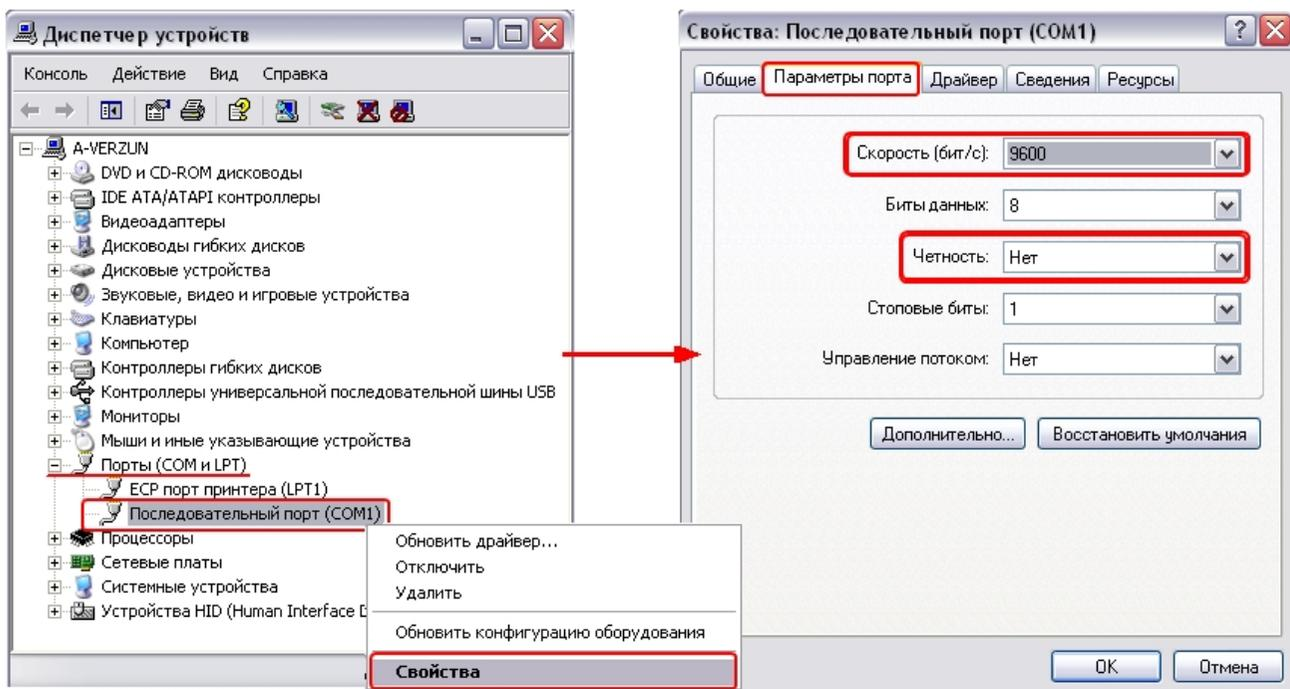 Диспетчер устройств
Консоль Действие Вид Справка
A-VERZUN
DVD и CD-ROM дисководы
IDE ATA/ATAPI контроллеры
Видеоадаптеры
Дисководы гибких дисков
Дисковые устройства
Звуковые, видео и игровые устройства
Клавиатуры
Компьютер
Контроллеры гибких дисков
Контроллеры универсальной последовательной шины USB
Мониторы
Мыши и иные указывающие устройства
Порты (COM и LPT)
ECP порт принтера (LPT1)
Последовательный порт (COM1)
Процессоры
Сетевые платы
Системные устройства
Устройства HID (Human Interface
Обновить драйвер...
Отключить
Удалить
Обновить конфигурацию оборудования
Свойства
Свойства: Последовательный порт (COM1)
Общие Параметры порта Драйвер Сведения Ресурсы
Скорость (бит/с): 9600
Биты данных: 8
Четность: Нет
Стоповые биты: 1
Управление потоком: Нет
Дополнительно... Восстановить умолчания
OK Отмена